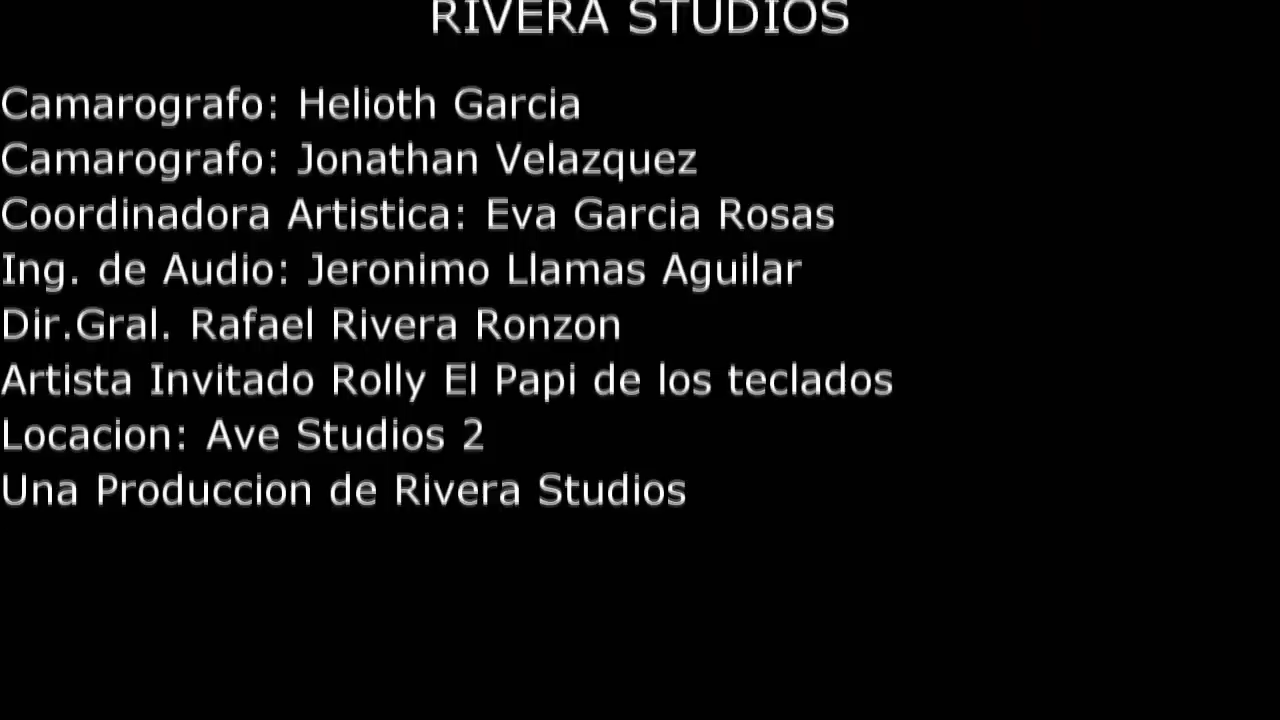 RIVERA STUDIOS
Camarografo: Helioth Garcia
Camarografo: Jonathan Velazquez
Coordinadora Artistica: Eva Garcia Rosas
Ing. de Audio: Jeronimo Llamas Aguilar
Dir.Gral. Rafael Rivera Ronzon
Artista Invitado Rolly El Papi de los teclados
Locacion: Ave Studios 2
Una Produccion de Rivera Studios